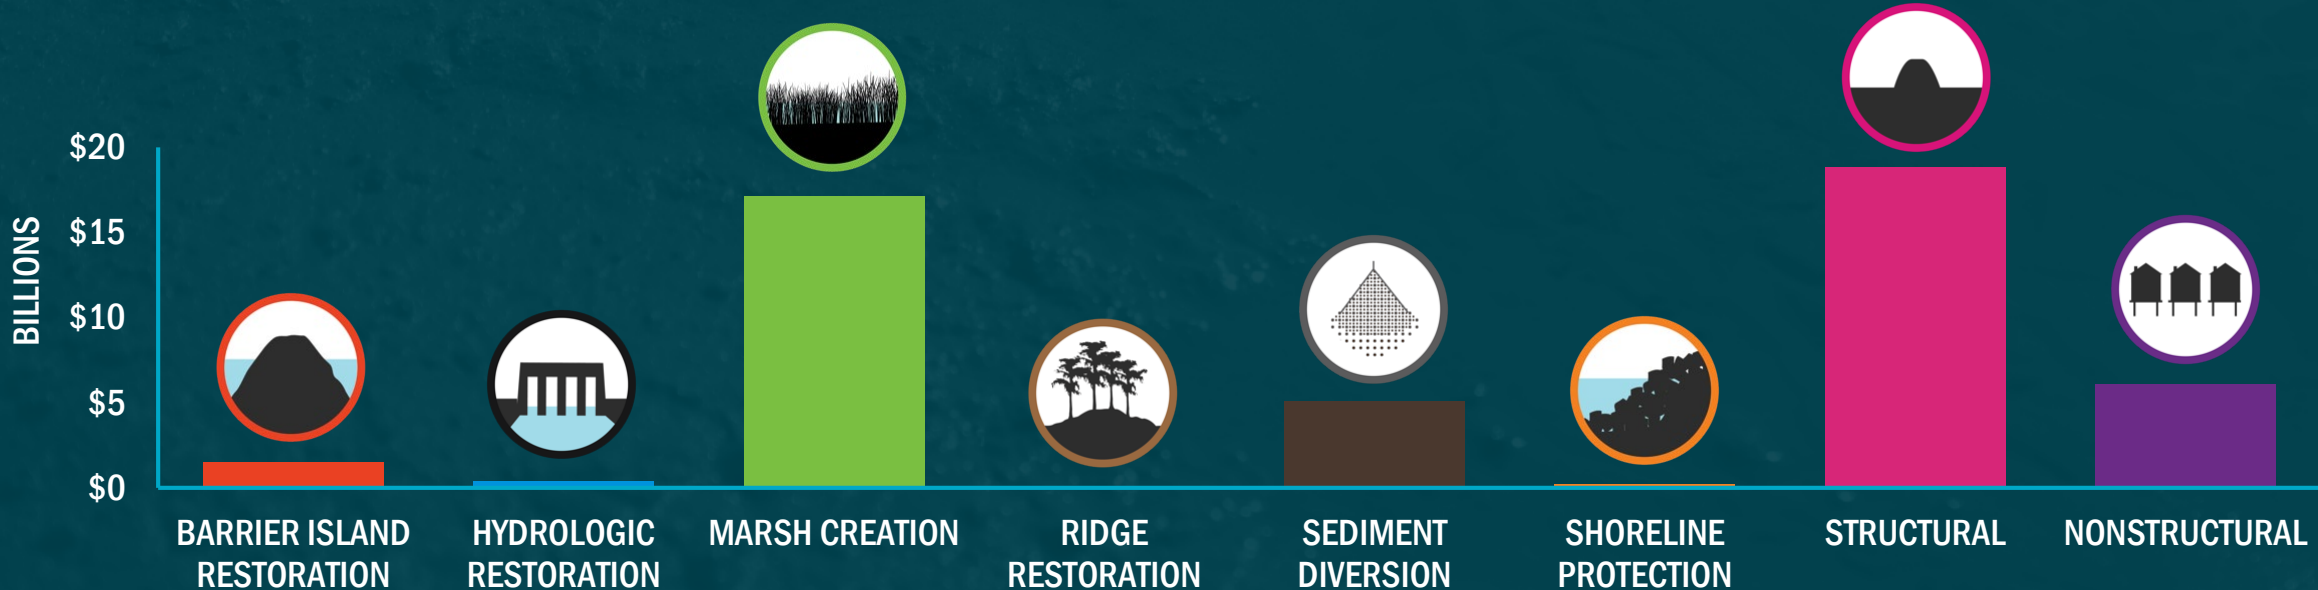 BILLIONS
$20
$15
$10
$5
$0
BARRIER ISLAND
RESTORATION
HYDROLOGIC
RESTORATION
MARSH CREATION
RIDGE
RESTORATION
SEDIMENT
DIVERSION
SHORELINE
PROTECTION
STRUCTURAL
NONSTRUCTURAL